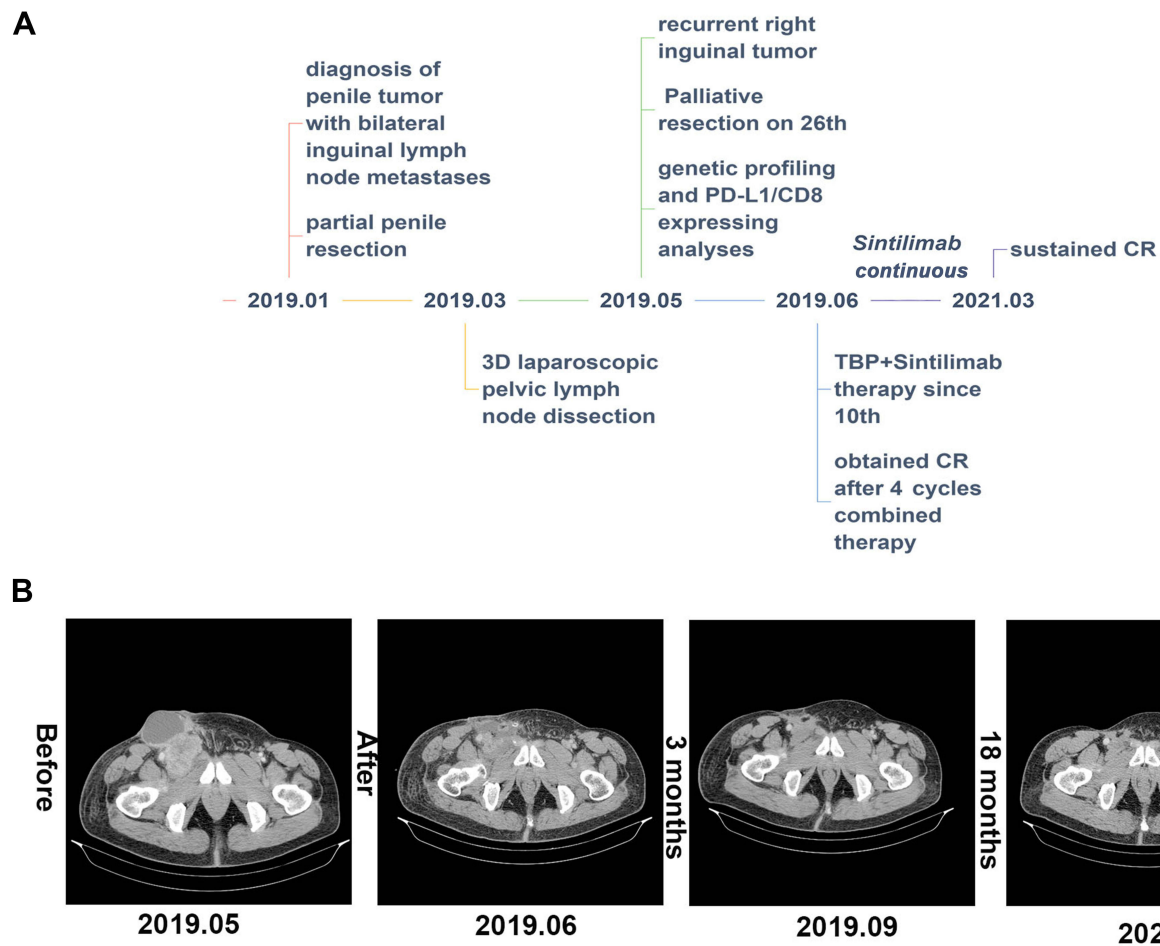 A
recurrent right
inguinal tumor
diagnosis of
penile tumor
with bilateral
inguinal lymph
node metastases
Palliative
resection on 26th
genetic profiling
and PD-L1/CD8
expressing
analyses
partial penile
resection
Sintilimab
continuous
sustained CR
2019.01 2019.03 2019.05 2019.06 2021.03
3D laparoscopic
pelvic lymph
node dissection
TBP+Sintilimab
therapy since
10th
obtained CR
after 4 cycles
combined
therapy
B
Before
After
3 months
18 months
2019.05 2019.06 2019.09